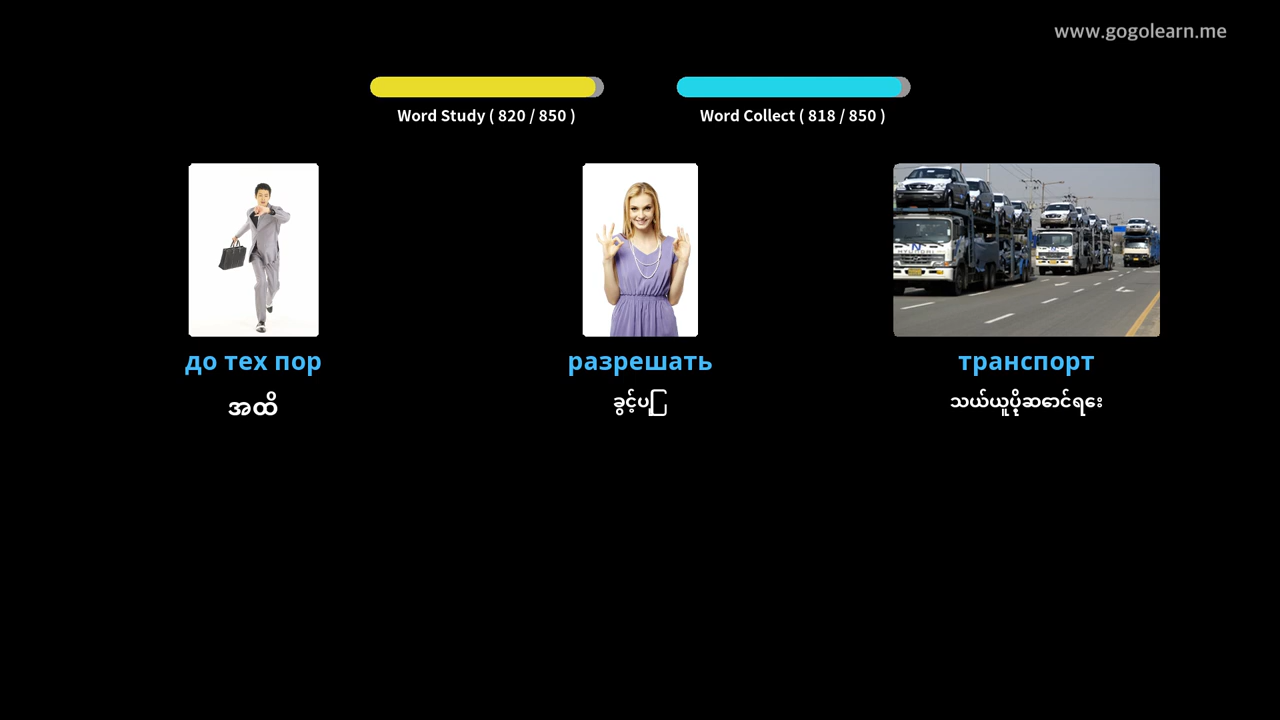 www.gogolearn.me
Word Study ( 820 / 850 )
Word Collect ( 818 / 850 )
до тех пор
разрешать
транспорт
အထိ
ခွင့်ပြု
သယ်ယူပို့ဆောင်ရေး